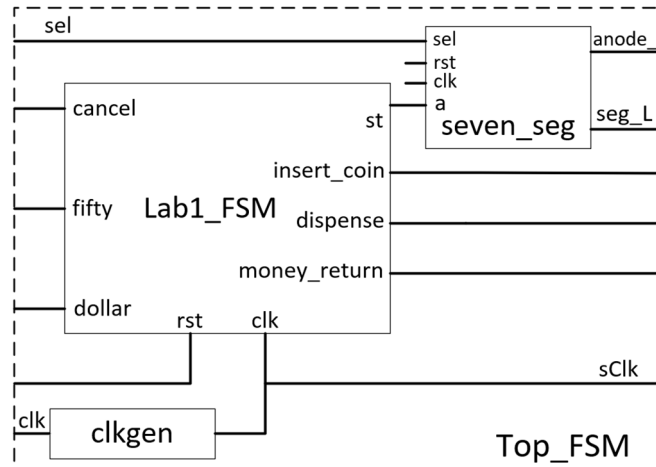 sel
sel
rst
clk
a
seven_seg
anode_
seg_L
cancel
fifty
dollar
Lab1_FSM
st
insert_coin
dispense
money_return
rst
clk
sClk
clk
clkgen
Top_FSM